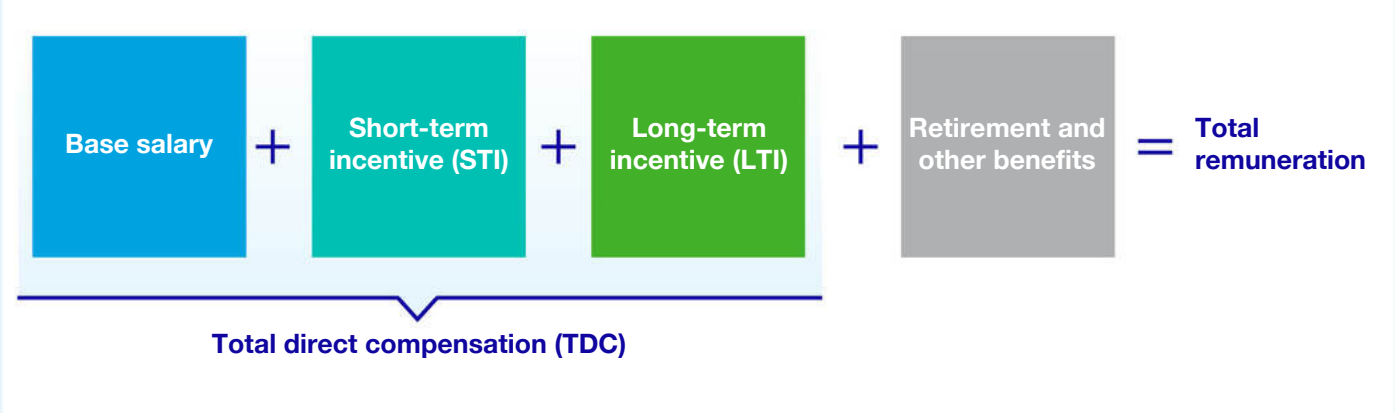 Base salary
+
Short-term
incentive (STI)
+
Long-term
incentive (LTI)
+
Retirement and
other benefits
=
Total
remuneration
Total direct compensation (TDC)